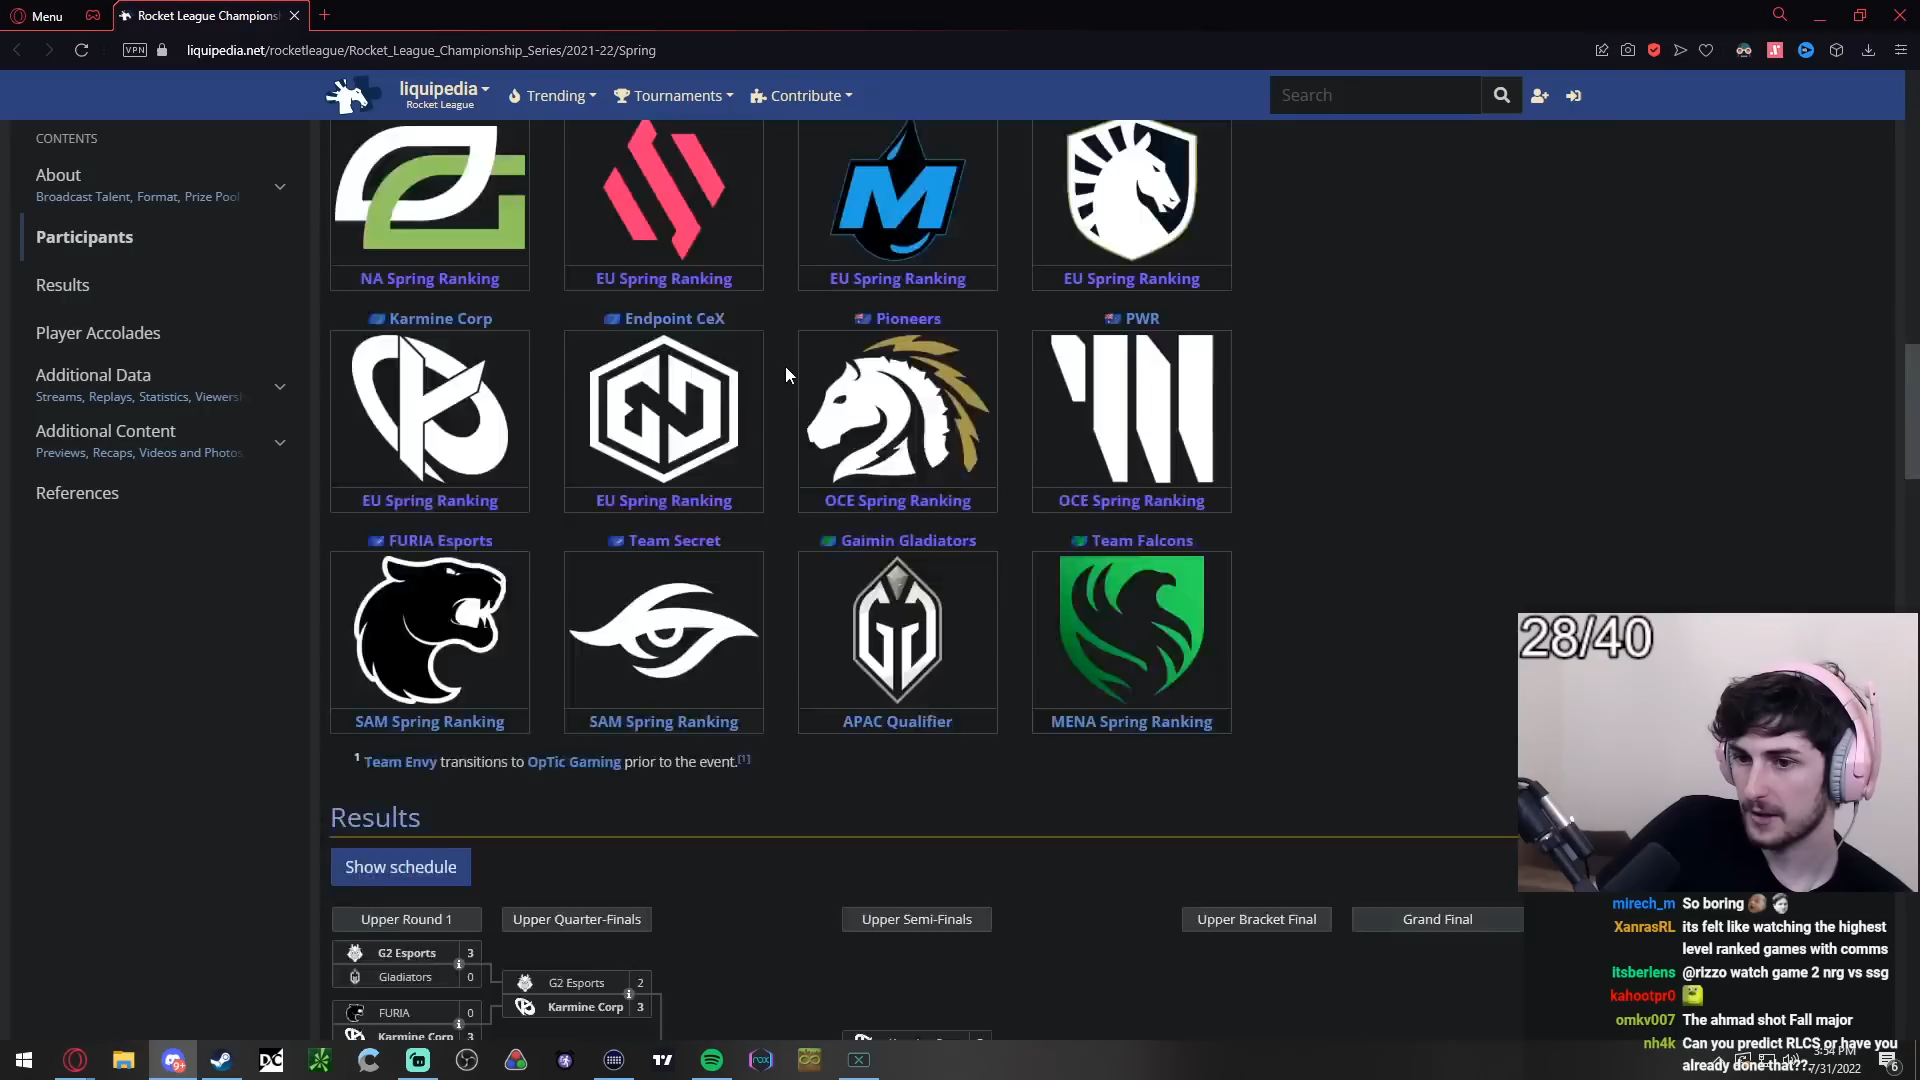 Menu
Rocket League Champions
VPN
liquipedia.net/rocketleague/Rocket_League_Championship_Series/2021-22/Spring
liquipedia
Rocket League
Trending
Tournaments
Contribute
Search
CONTENTS
About
Broadcast Talent, Format, Prize Pool
Participants
Results
Player Accolades
Additional Data
Streams, Replays, Statistics, Viewers
Additional Content
Previews, Recaps, Videos and Photos,
References
M
NA Spring Ranking
EU Spring Ranking
EU Spring Ranking
EU Spring Ranking
Karmine Corp
Endpoint CeX
Pioneers
PWR
EU Spring Ranking
EU Spring Ranking
OCE Spring Ranking
OCE Spring Ranking
FURIA Esports
Team Secret
Gaimin Gladiators
Team Falcons
SAM Spring Ranking
SAM Spring Ranking
APAC Qualifier
MENA Spring Ranking
1 Team Envy transitions to OpTic Gaming prior to the event.[1]
Results
Show schedule
Upper Round 1
Upper Quarter-Finals
Upper Semi-Finals
Upper Bracket Final
Grand Final
G2 Esports 3
Gladiators 0
G2 Esports 2
Karmine Corp 3
FURIA 0
Karmine Corp 3
28/40
mirech_m So boring
XanrasRL its felt like watching the highest
level ranked games with comms
itsberlens @rizzo watch game 2 nrg vs ssg
kahootpr0
omkv007 The ahmad shot Fall major
nh4k Can you predict RLCS or have you
already done that??
9+
DC
TV
rox
3:54 PM
7/31/2022
6